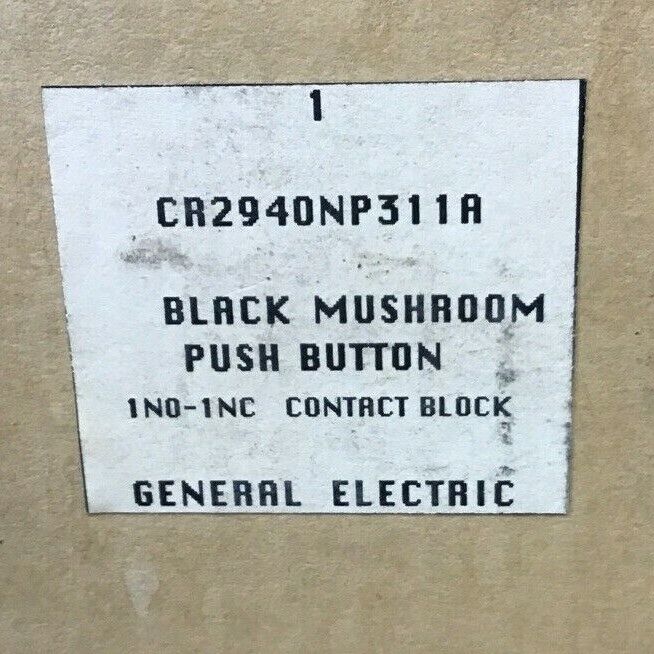 1
CR2940NP311A
BLACK MUSHROOM
PUSH BUTTON
1NO-1NC CONTACT BLOCK
GENERAL ELECTRIC